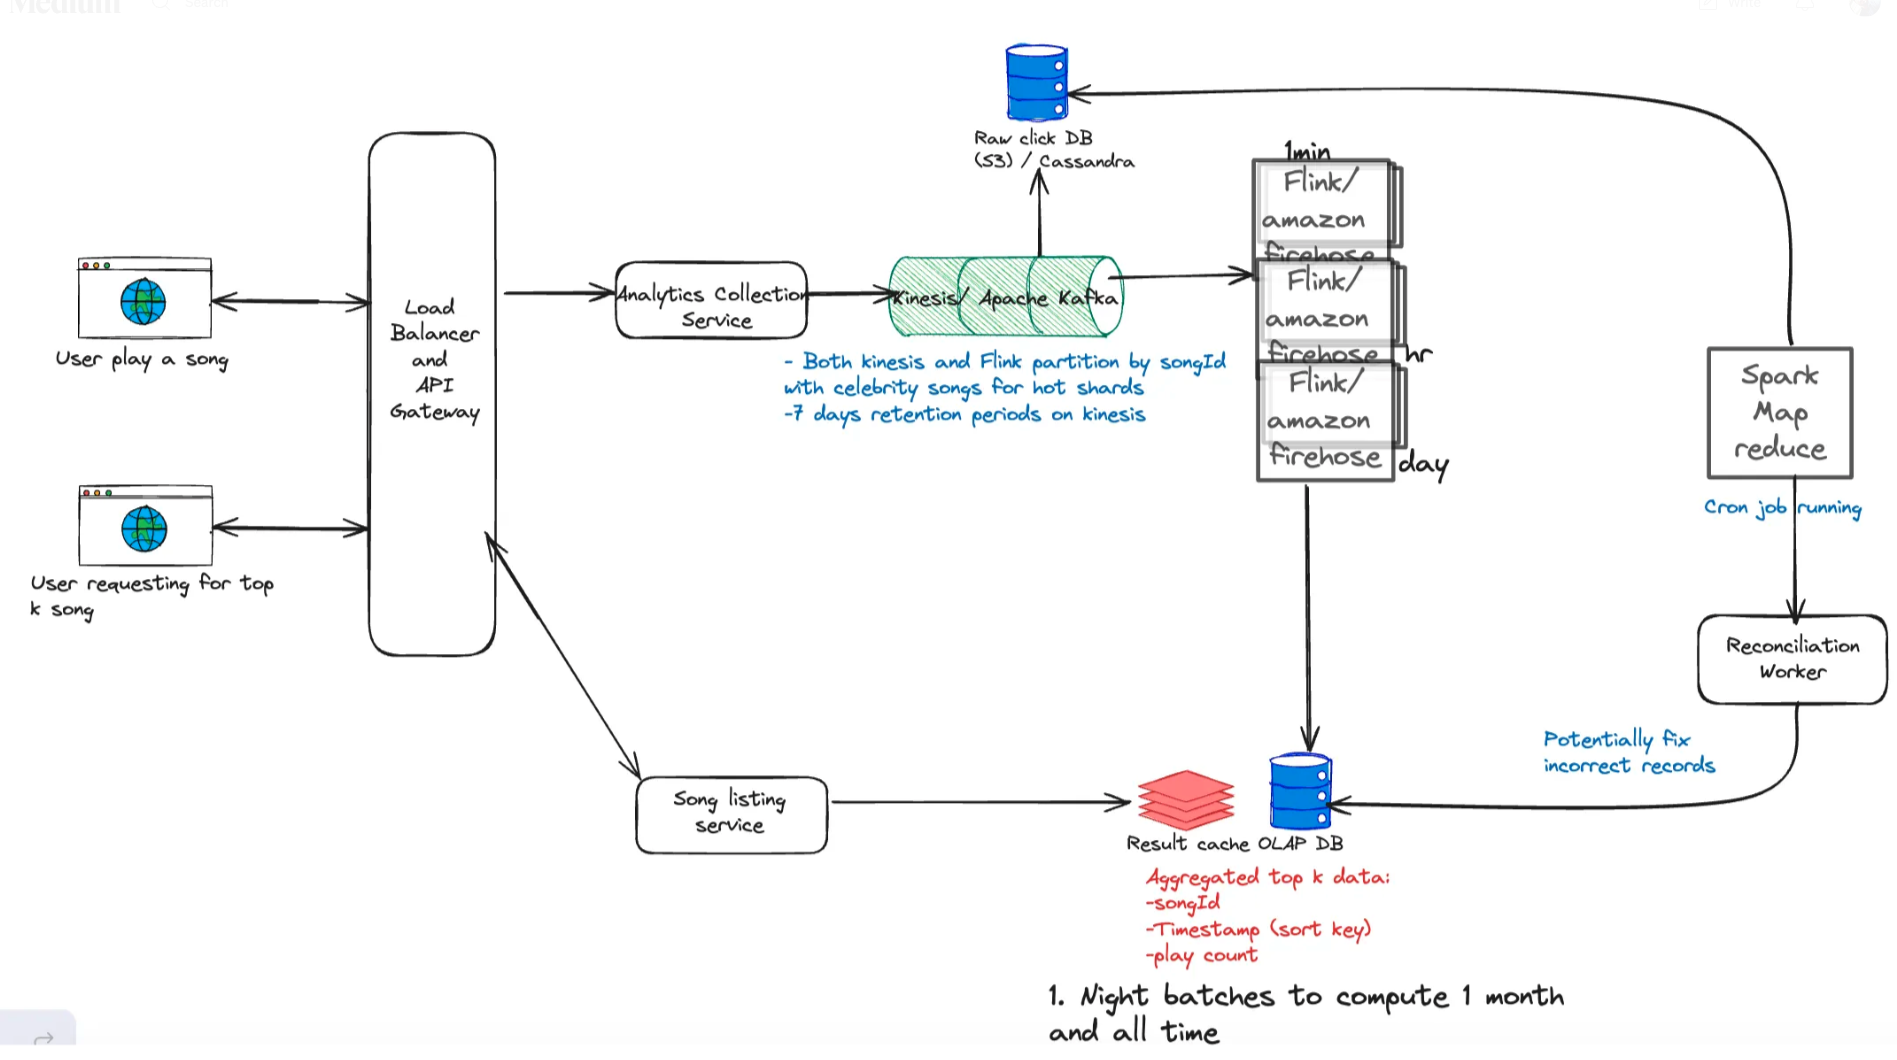 Medium
Search
Write
Raw click DB
(S3) / Cassandra
1min
Flink/
amazon
firehose
Flink/
amazon
firehose
hr
Flink/
amazon
firehose
day
User play a song
Load
Balancer
and
API
Gateway
Analytics Collection
Service
Kinesis/ Apache Kafka
- Both kinesis and Flink partition by songId
with celebrity songs for hot shards
-7 days retention periods on kinesis
Spark
Map
reduce
Cron job running
User requesting for top
k song
Reconciliation
Worker
Potentially fix
incorrect records
Song listing
service
Result cache
OLAP DB
Aggregated top k data:
-songId
-Timestamp (sort key)
-play count
1. Night batches to compute 1 month
and all time